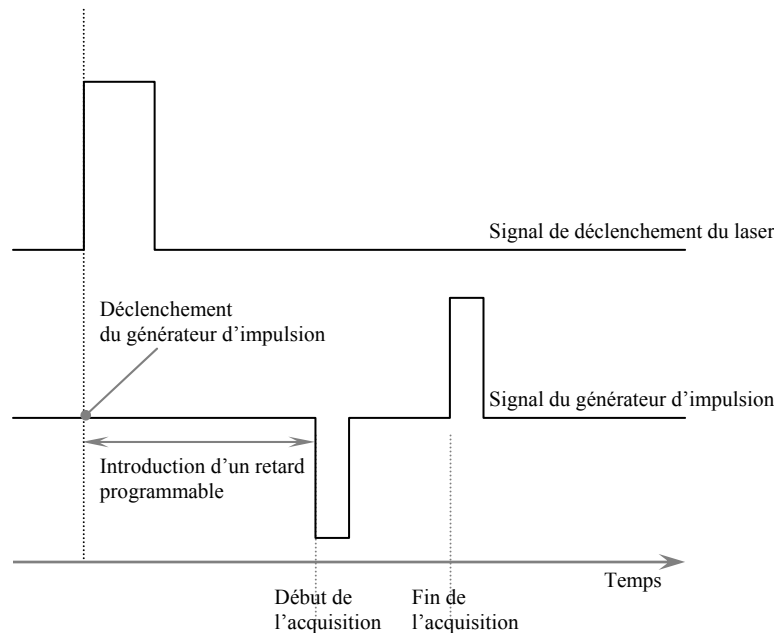 Signal de déclenchement du laser
Déclenchement
du générateur d’impulsion
Signal du générateur d’impulsion
Introduction d’un retard
programmable
Temps
Début de
l’acquisition
Fin de
l’acquisition